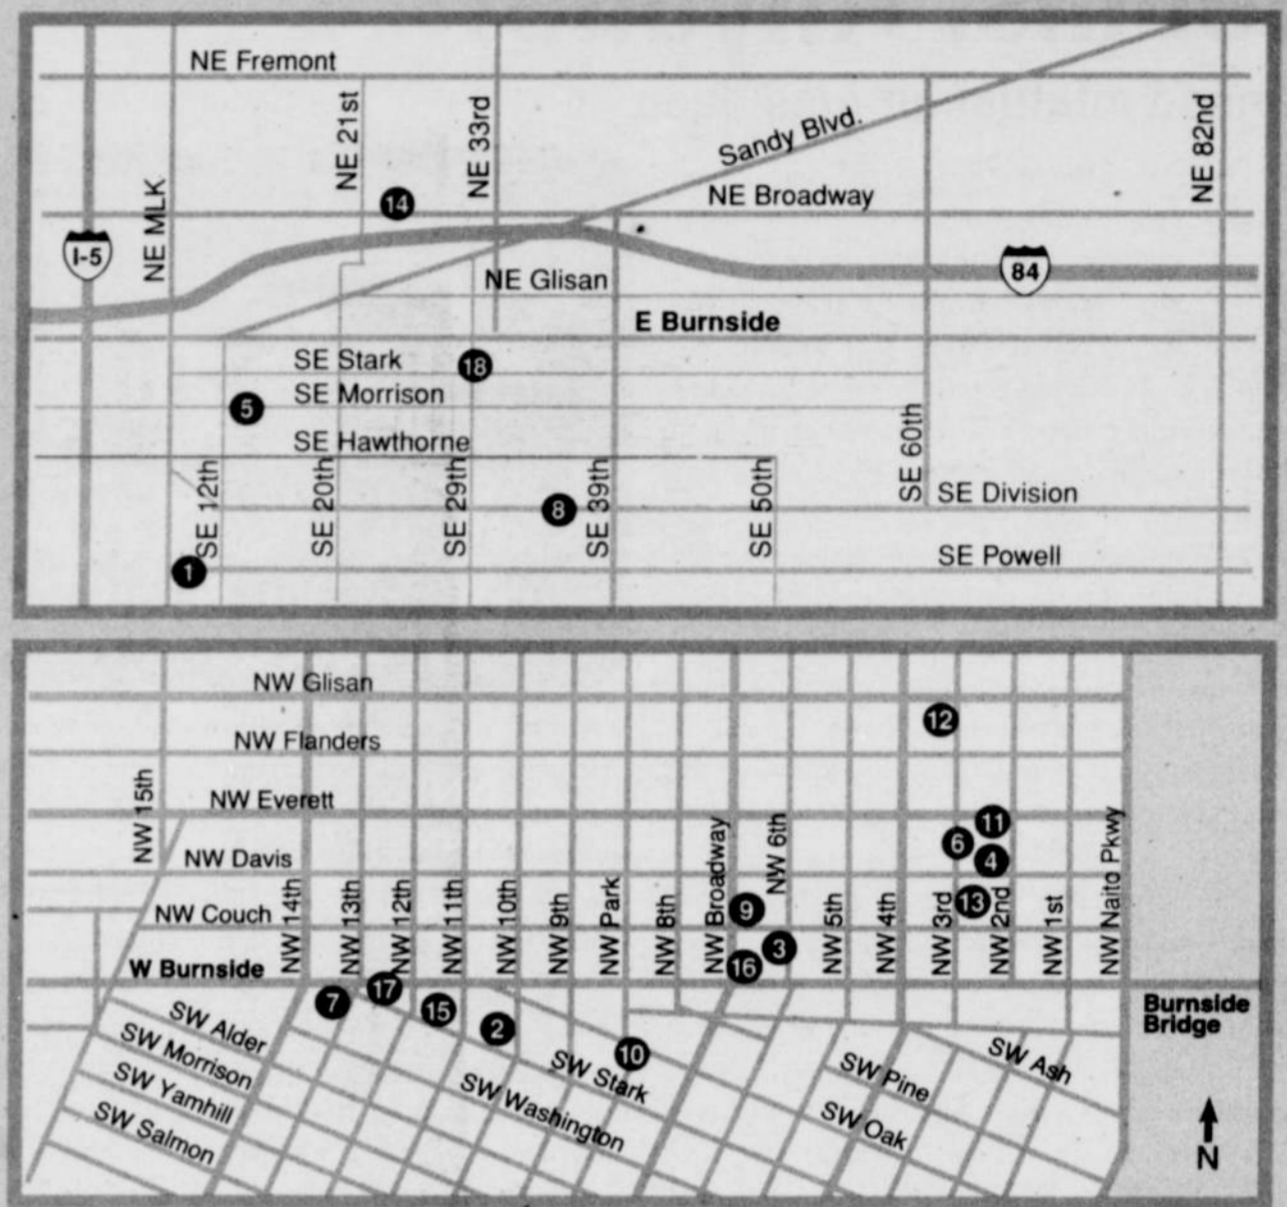 NE Fremont
NE 21st
NE 33rd
Sandy Blvd.
NE 82nd
NE Broadway
NE MLK
14
I-5
84
NE Glisan
E Burnside
SE Stark
18
SE Morrison
5
SE Hawthorne
SE 12th
SE 20th
SE 29th
8
SE 39th
SE 50th
SE 60th
SE Division
1
SE Powell
NW Glisan
12
NW Flanders
NW 15th
NW Everett
11
6
4
NW Davis
NW 14th
NW 13th
NW 12th
NW 11th
NW 10th
NW 9th
NW Park
NW 8th
NW Broadway
NW 6th
NW 5th
NW 4th
NW 3rd
NW 2nd
NW 1st
NW Naito Pkwy
NW Couch
9
13
3
16
W Burnside
7
17
15
2
10
Burnside
Bridge
SW Alder
SW Morrison
SW Yamhill
SW Salmon
SW Stark
SW Washington
SW Pine
SW Oak
SW Ash
N